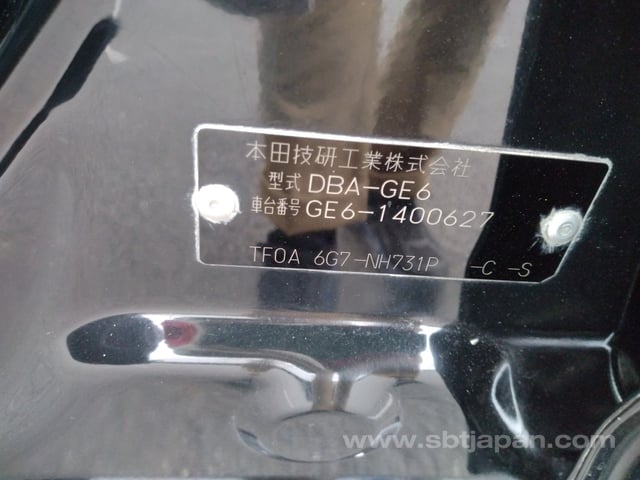 本田技研工業株式会社
型式 DBA-GE6
車台番号 GE6-1400627
TF0A 6G7-NH731P -C -S
www.sbtjapan.com